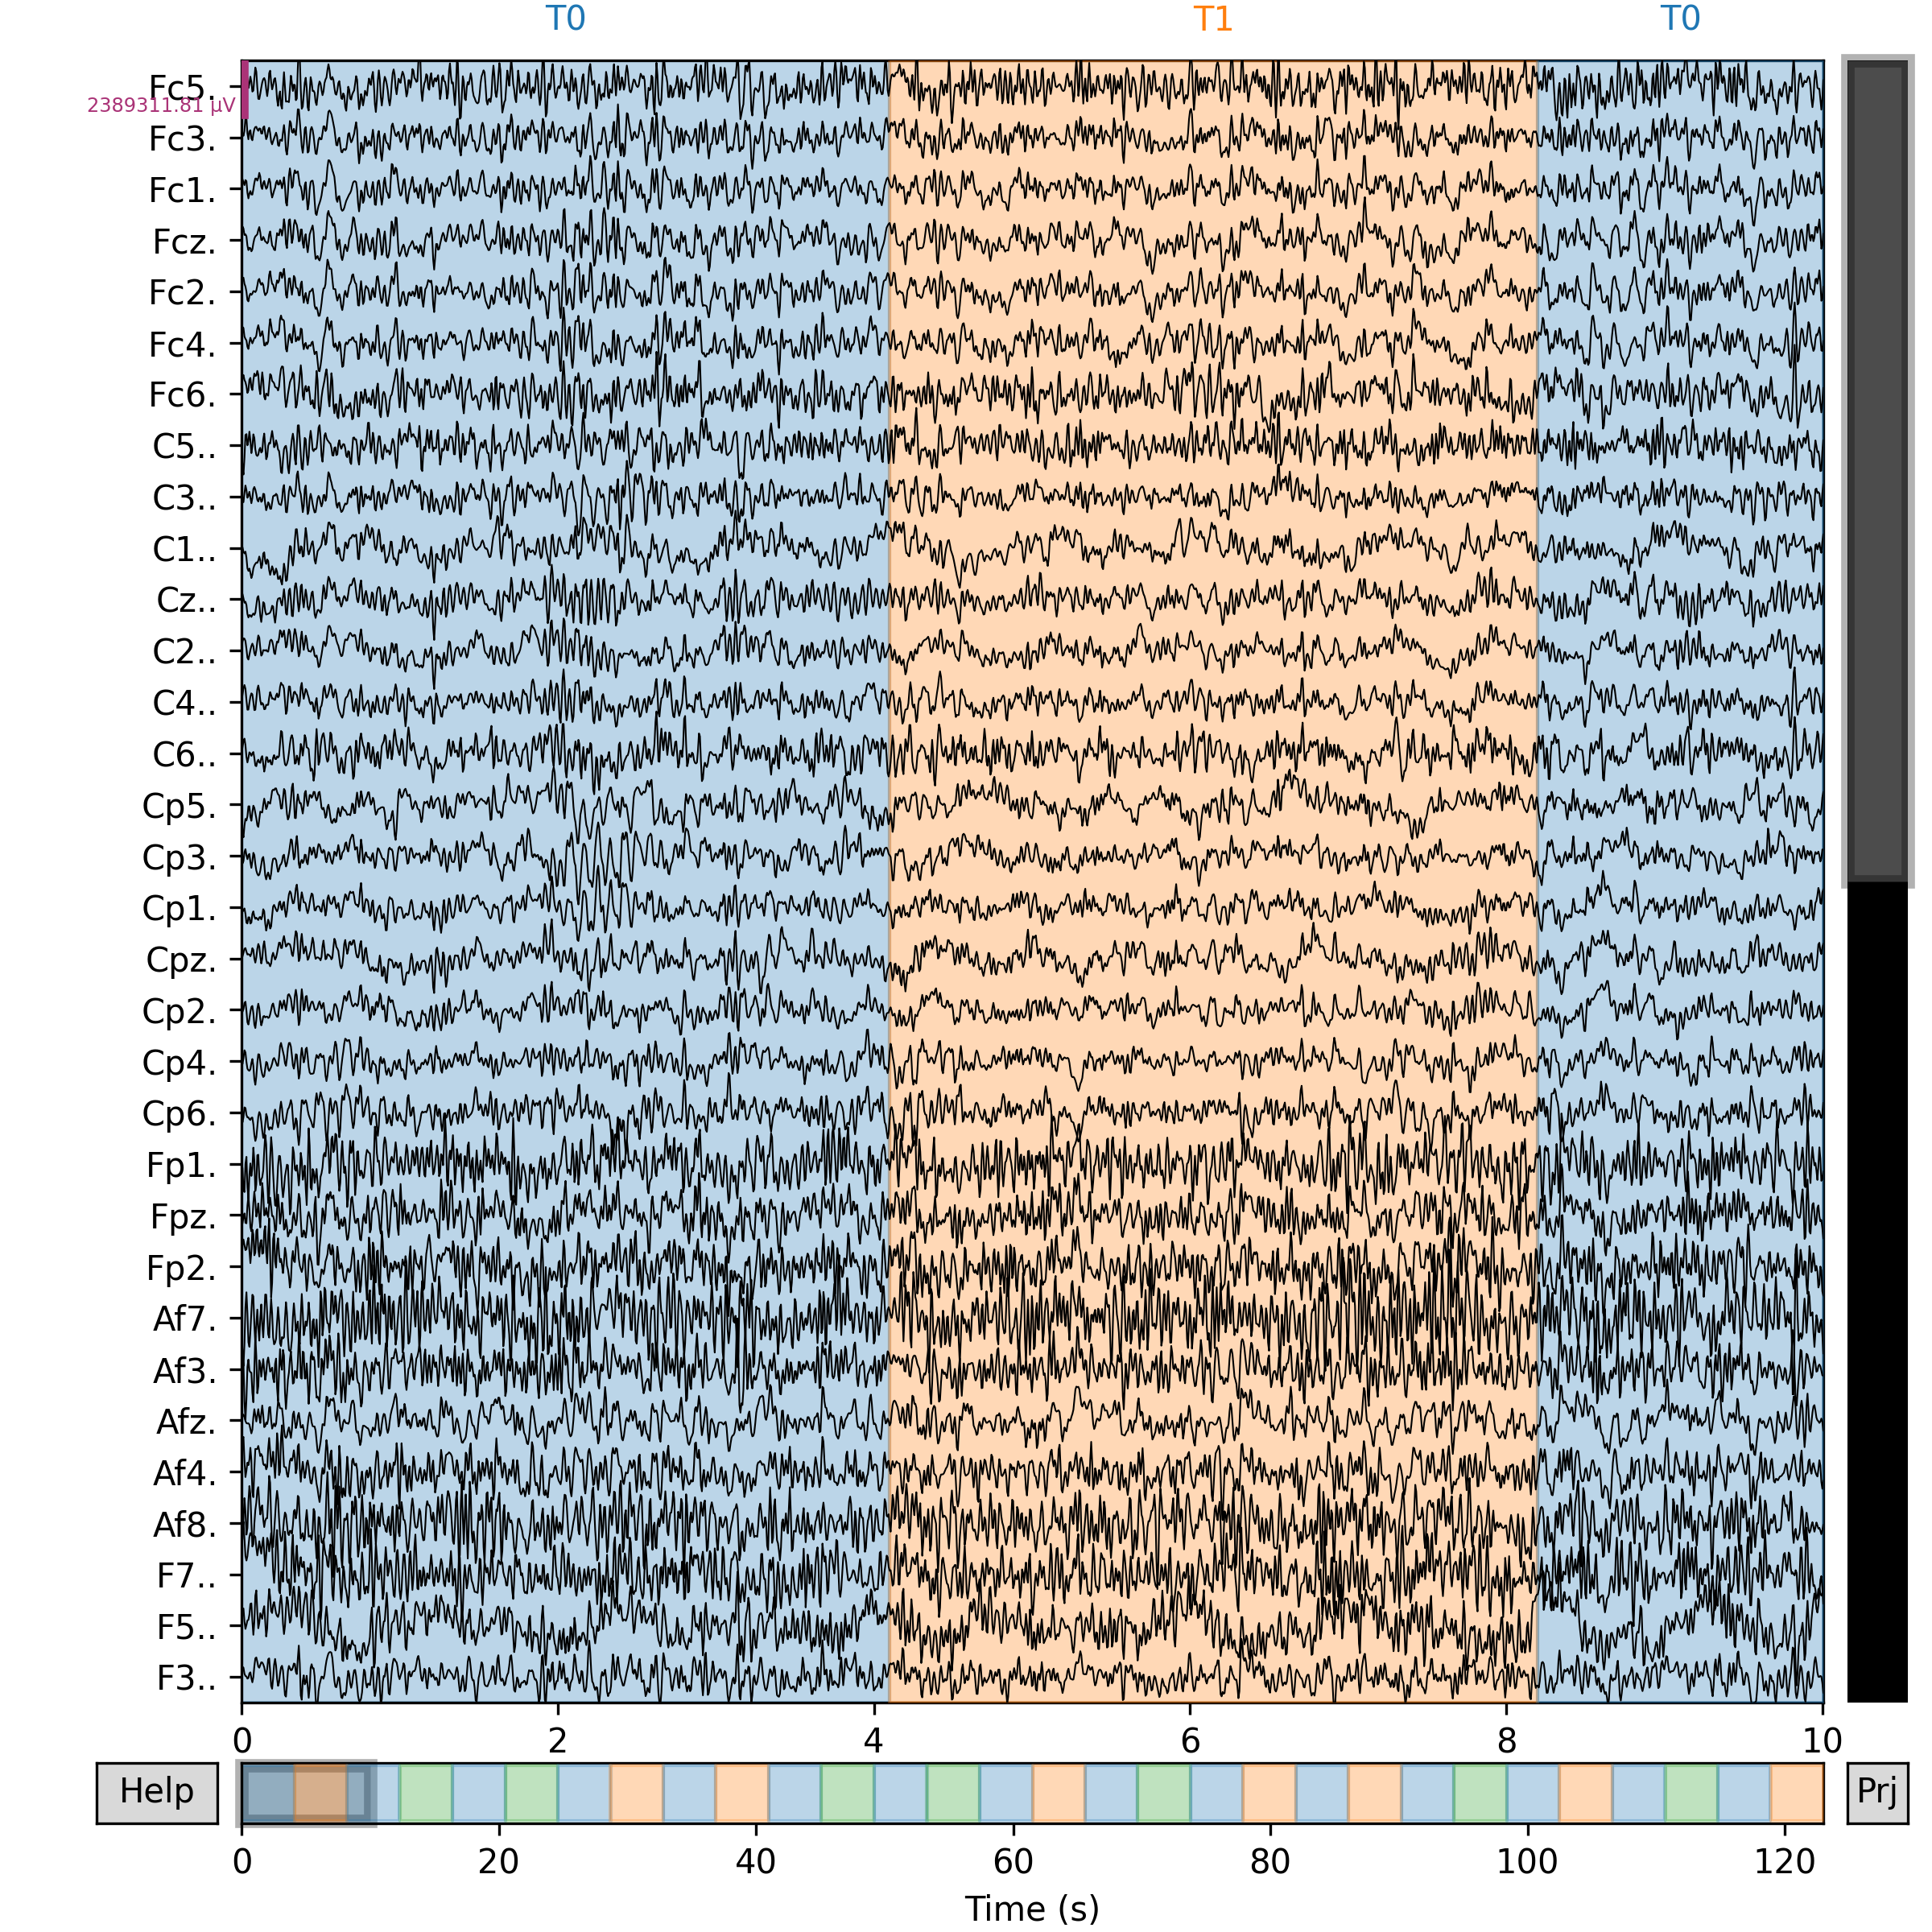 T0 T1 T0
Fc5.
2389311.81 µV
Fc3.
Fc1.
Fcz.
Fc2.
Fc4.
Fc6.
C5..
C3..
C1..
Cz..
C2..
C4..
C6..
Cp5.
Cp3.
Cp1.
Cpz.
Cp2.
Cp4.
Cp6.
Fp1.
Fpz.
Fp2.
Af7.
Af3.
Afz.
Af4.
Af8.
F7..
F5..
F3..
0 2 4 6 8 10
Help Prj
0 20 40 60 80 100 120
Time (s)